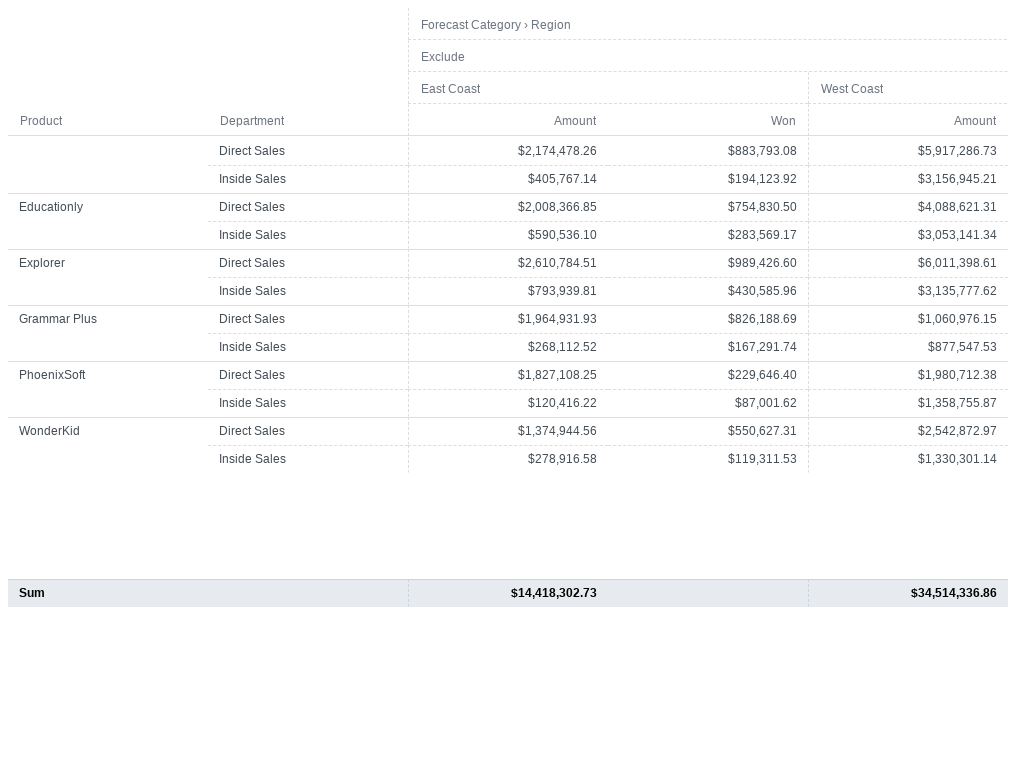 Forecast Category › Region
Exclude
East Coast West Coast
Product Department Amount Won Amount
Direct Sales $2,174,478.26 $883,793.08 $5,917,286.73
Inside Sales $405,767.14 $194,123.92 $3,156,945.21
Educationly Direct Sales $2,008,366.85 $754,830.50 $4,088,621.31
Inside Sales $590,536.10 $283,569.17 $3,053,141.34
Explorer Direct Sales $2,610,784.51 $989,426.60 $6,011,398.61
Inside Sales $793,939.81 $430,585.96 $3,135,777.62
Grammar Plus Direct Sales $1,964,931.93 $826,188.69 $1,060,976.15
Inside Sales $268,112.52 $167,291.74 $877,547.53
PhoenixSoft Direct Sales $1,827,108.25 $229,646.40 $1,980,712.38
Inside Sales $120,416.22 $87,001.62 $1,358,755.87
WonderKid Direct Sales $1,374,944.56 $550,627.31 $2,542,872.97
Inside Sales $278,916.58 $119,311.53 $1,330,301.14
Sum $14,418,302.73 $34,514,336.86